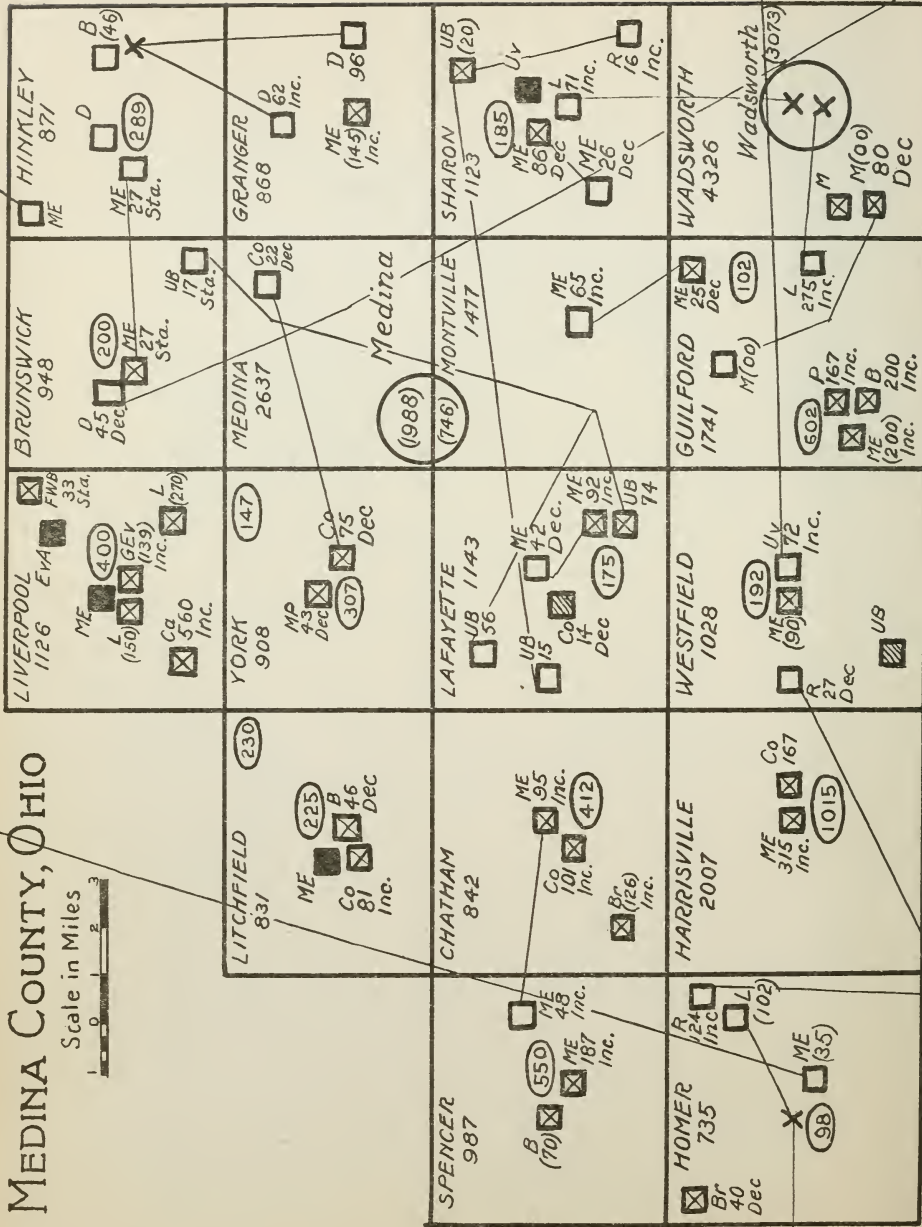 MEDINA COUNTY, OHIO
Scale in Miles
1 0 1 2 3
LIVERPOOL
1126
EvA
FWB
33
Sta.
ME
400
L
(150)
GEV
(139)
Inc.
L
(270)
Ca
560
Inc.
BRUNSWICK
948
D
45
Dec
200
ME
27
Sta.
UB
17
Sta.
HINKLEY
871
ME
D
B
(46)
ME
27
Sta.
289
LITCHFIELD
831
230
225
ME
B
46
Dec
Co
81
Inc.
YORK
908
147
MP
43
Dec
307
Co
75
Dec
MEDINA
2637
Co
22
Dec
Medina
(1988)
(746)
GRANGER
868
D
62
Inc.
ME
(145)
Inc.
D
96
SPENCER
987
B
(70)
550
ME
187
Inc.
ME
48
Inc.
CHATHAM
842
ME
95
Inc.
412
Co
101
Inc.
Br
(126)
Inc.
LAFAYETTE
1143
UB
56
UB
15
ME
42
Dec.
Co
14
Dec
ME
92
Inc
UB
74
175
MONTVILLE
1477
ME
65
Inc.
SHARON
1123
UB
(20)
185
Uv
ME
86
Dec
L
71
Inc.
ME
26
Dec
R
16
Inc.
HOMER
735
Br
40
Dec
R
124
Inc
L
(102)
ME
(35)
98
HARRISVILLE
2007
ME
315
Inc.
Co
167
1015
WESTFIELD
1028
192
ME
(90)
Uv
72
Inc.
R
27
Dec
UB
GUILFORD
1741
ME
25
Dec
102
M(00)
L
275
Inc.
502
P
167
Inc.
ME
(200)
Inc.
B
200
Inc.
WADSWORTH
4326
Wadsworth
(3073)
M
M(00)
80
Dec